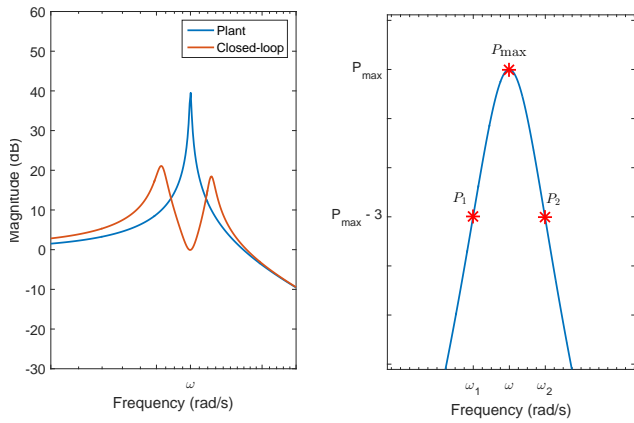 60
50
40
30
20
10
0
-10
-20
-30
Magnitude (dB)
Plant
Closed-loop
ω
Frequency (rad/s)
P_max
P_max - 3
P_max
P_1
P_2
ω_1
ω
ω_2
Frequency (rad/s)